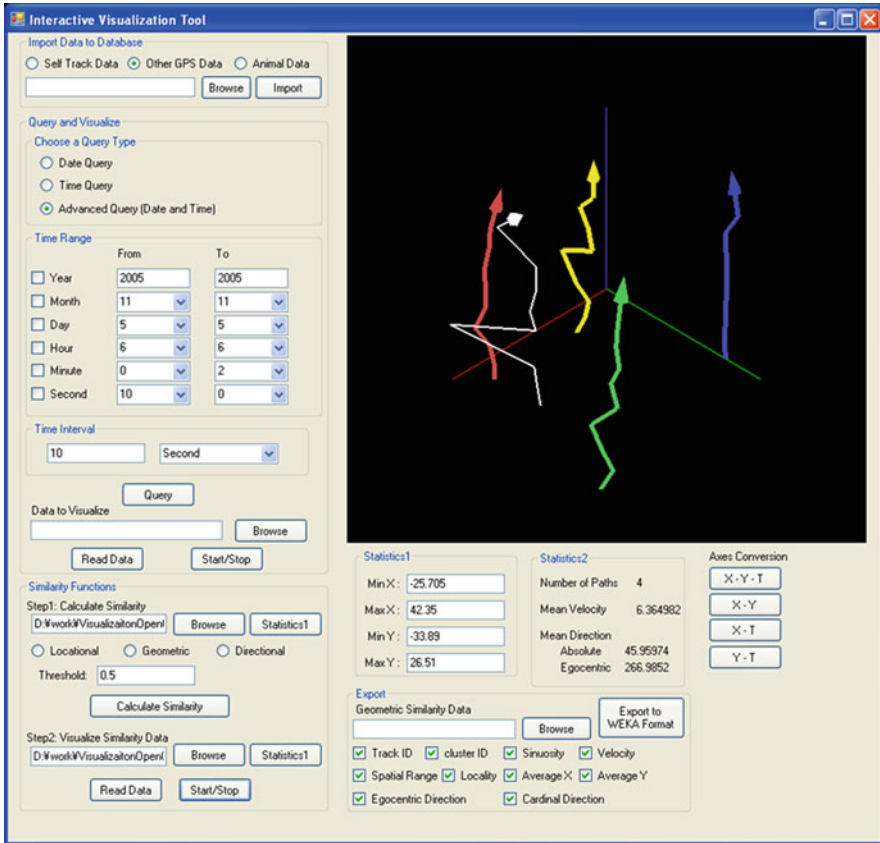 Interactive Visualization Tool
Import Data to Database
Self Track Data Other GPS Data Animal Data
Browse Import
Query and Visualize
Choose a Query Type
Date Query
Time Query
Advanced Query (Date and Time)
Time Range
From To
Year 2005 2005
Month 11 11
Day 5 5
Hour 6 6
Minute 0 2
Second 10 0
Time Interval
10 Second
Query
Data to Visualize
Browse
Read Data Start/Stop
Similarity Functions
Step1: Calculate Similarity
D:¥work¥VisualizaitonOpen( Browse Statistics1
Locational Geometric Directional
Threshold: 0.5
Calculate Similarity
Step2: Visualize Similarity Data
D:¥work¥VisualizaitonOpen( Browse Statistics1
Read Data Start/Stop
Statistics1
Min X : -25.705
Max X : 42.35
Min Y : -33.89
Max Y : 26.51
Statistics2
Number of Paths 4
Mean Velocity 6.364982
Mean Direction
Absolute 45.95974
Egocentric 266.9852
Axes Conversion
X - Y - T
X - Y
X - T
Y - T
Export
Geometric Similarity Data
Browse
Export to
WEKA Format
Track ID cluster ID Sinuosity Velocity
Spatial Range Locality Average X Average Y
Egocentric Direction Cardinal Direction